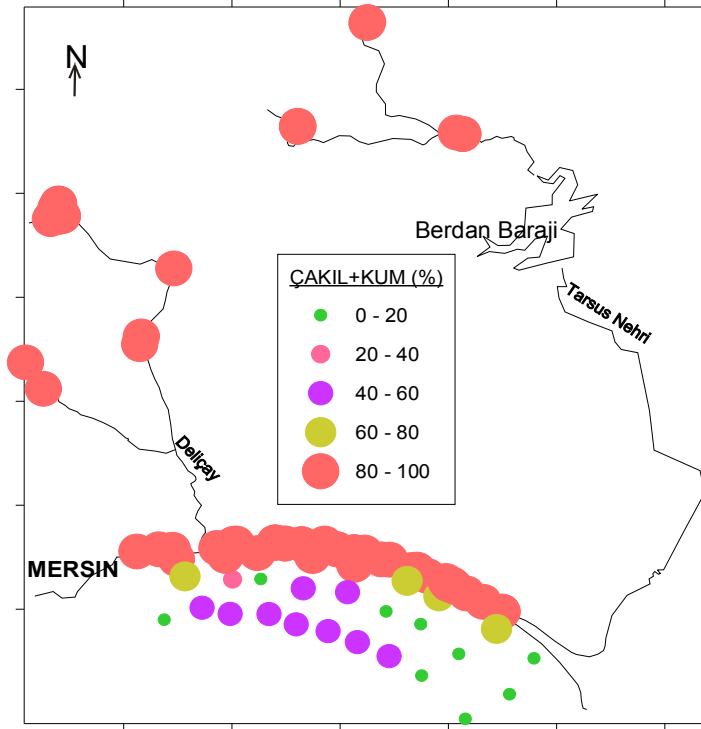 N
Berdan Baraji
ÇAKIL+KUM (%)
0 - 20
20 - 40
40 - 60
60 - 80
80 - 100
Tarsus Nehri
Deliçay
MERSIN